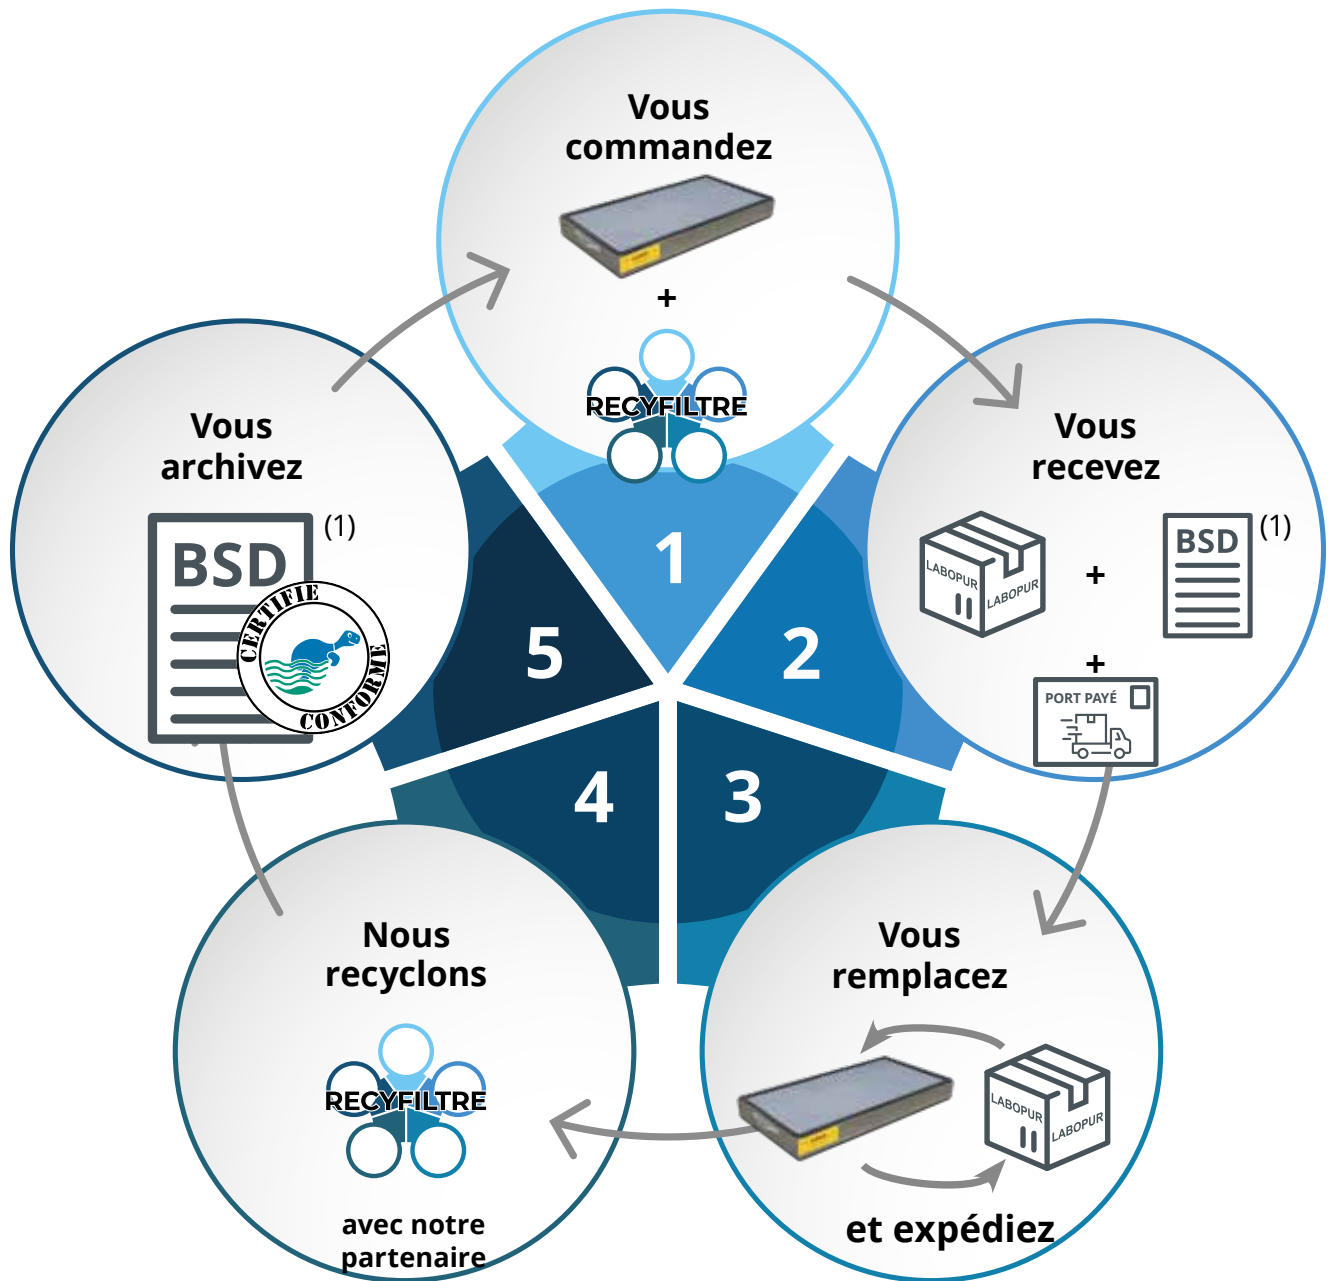 Vous
commandez
+
RECYFILTRE
1
Vous
recevez
LABOPUR
LABOPUR
+
BSD
(1)
+
PORT PAYÉ
2
Vous
remplacez
LABOPUR
LABOPUR
et expédiez
3
Nous
recyclons
RECYFILTRE
avec notre
partenaire
4
Vous
archivez
BSD
(1)
CERTIFIE
CONFORME
5